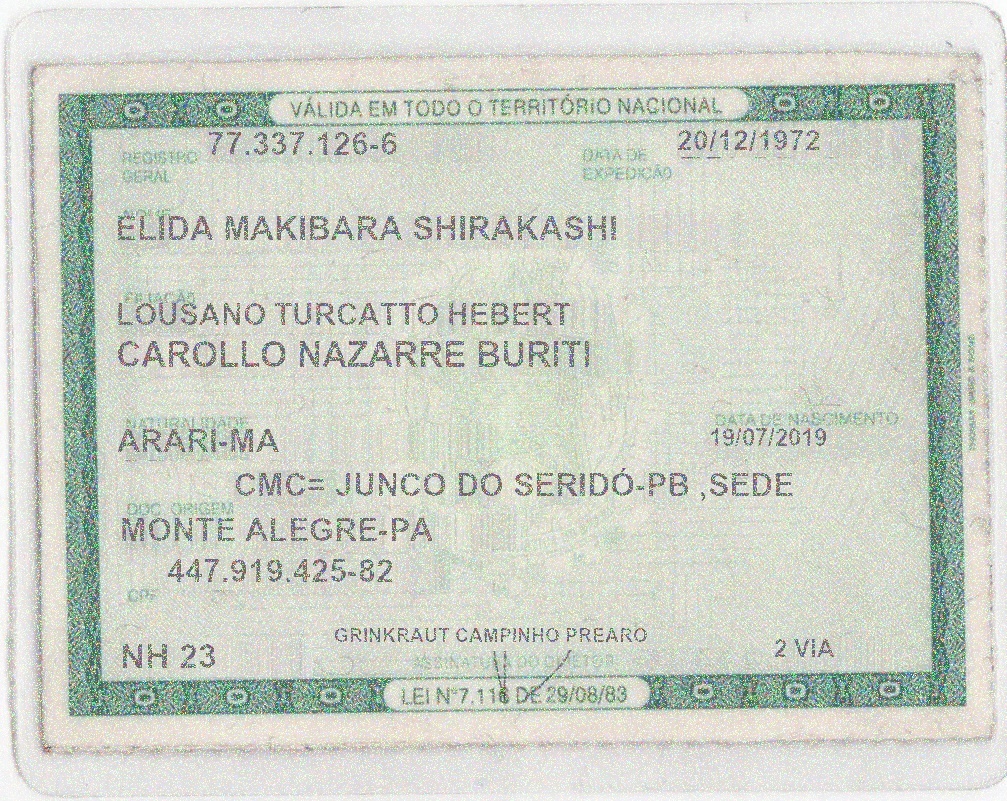 VÁLIDA EM TODO O TERRITÓRIO NACIONAL
REGISTRO GERAL 77.337.126-6 DATA DE EXPEDIÇÃO 20/12/1972
NOME
ELIDA MAKIBARA SHIRAKASHI
FILIAÇÃO
LOUSANO TURCATTO HEBERT
CAROLLO NAZARRE BURITI
NATURALIDADE DATA DE NASCIMENTO
ARARI-MA 19/07/2019
CMC= JUNCO DO SERIDÓ-PB ,SEDE
DOC. ORIGEM
MONTE ALEGRE-PA
447.919.425-82
CPF
GRINKRAUT CAMPINHO PREARO
NH 23 2 VIA
ASSINATURA DO DIRETOR
LEI N°7.116 DE 29/08/83